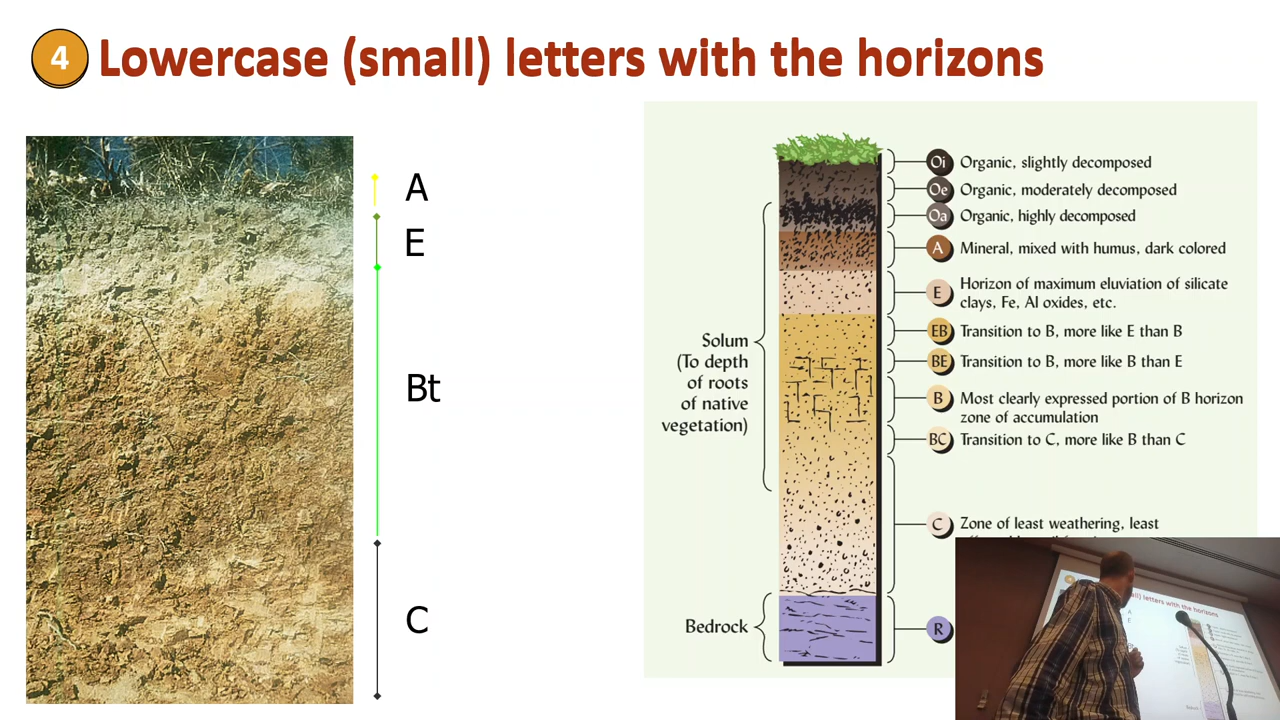 4 Lowercase (small) letters with the horizons
A
E
Bt
C
Solum
(To depth
of roots
of native
vegetation)
Bedrock
Oi Organic, slightly decomposed
Oe Organic, moderately decomposed
Oa Organic, highly decomposed
A Mineral, mixed with humus, dark colored
E Horizon of maximum eluviation of silicate
clays, Fe, Al oxides, etc.
EB Transition to B, more like E than B
BE Transition to B, more like B than E
B Most clearly expressed portion of B horizon
zone of accumulation
BC Transition to C, more like B than C
C Zone of least weathering, least
R
letters with the horizons